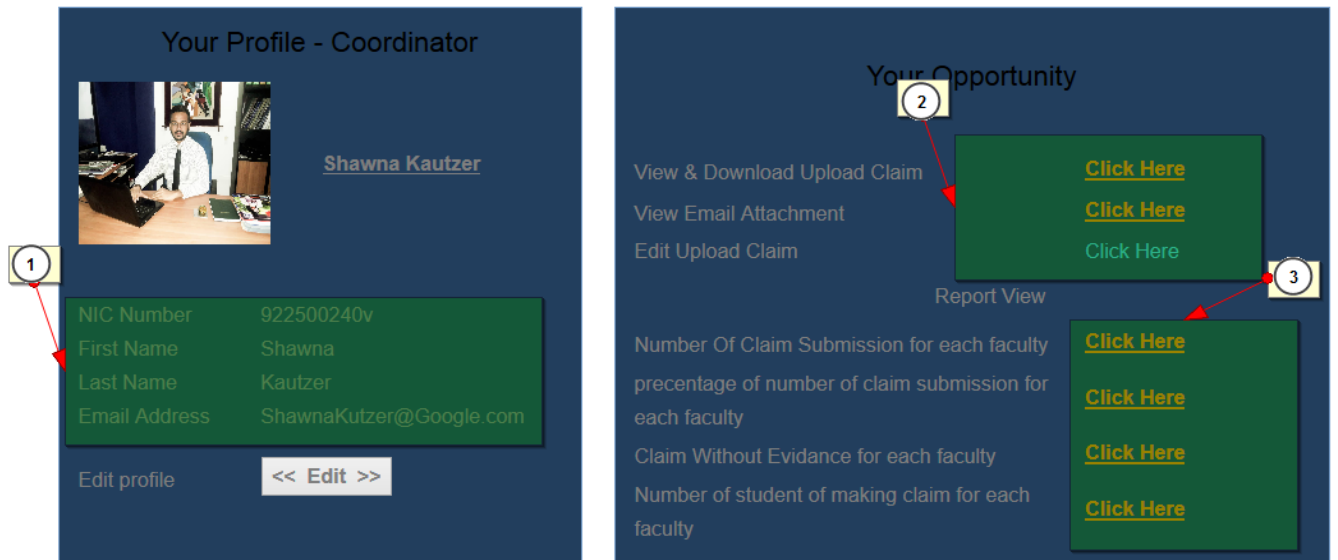 Your Profile - Coordinator
Shawna Kautzer
1
NIC Number 922500240v
First Name Shawna
Last Name Kautzer
Email Address ShawnaKutzer@Google.com
Edit profile << Edit >>
Your Opportunity
2
View & Download Upload Claim Click Here
View Email Attachment Click Here
Edit Upload Claim Click Here
3
Report View
Number Of Claim Submission for each faculty Click Here
precentage of number of claim submission for
each faculty Click Here
Claim Without Evidence for each faculty Click Here
Number of student of making claim for each
faculty Click Here